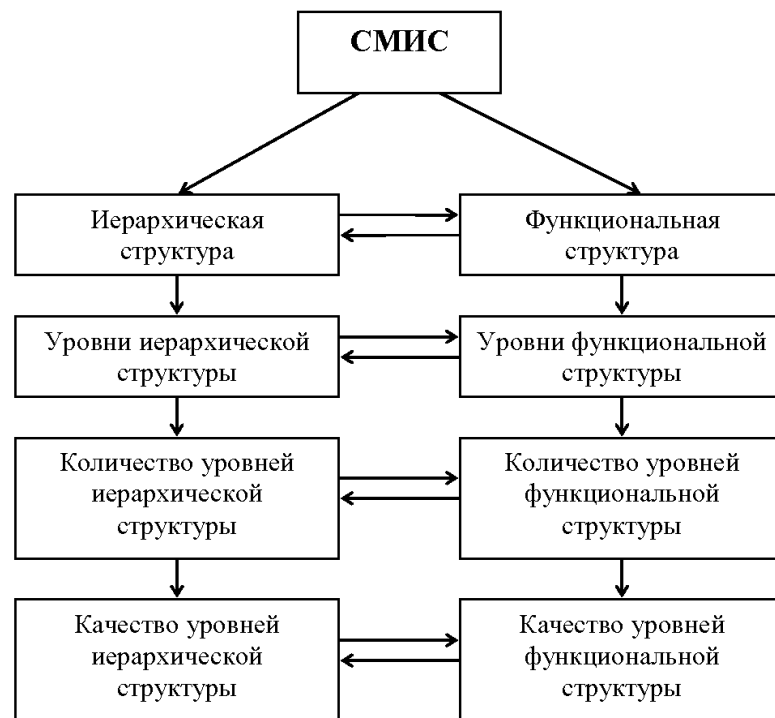 СМИС
Иерархическая
структура
Функциональная
структура
Уровни иерархической
структуры
Уровни функциональной
структуры
Количество уровней
иерархической
структуры
Количество уровней
функциональной
структуры
Качество уровней
иерархической
структуры
Качество уровней
функциональной
структуры